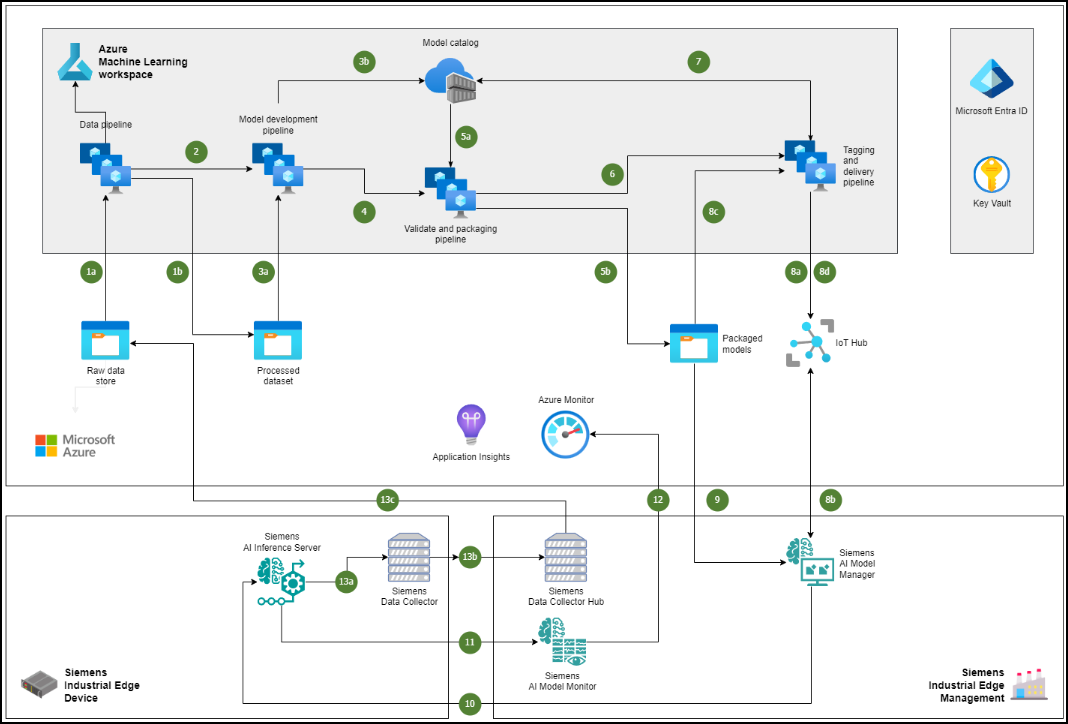 Azure
Machine Learning
workspace
Model catalog
3b
7
Microsoft Entra ID
Data pipeline
Model development
pipeline
2
5a
6
Tagging
and
delivery
pipeline
Key Vault
4
8c
Validate and packaging
pipeline
1a
1b
3a
5b
8a
8d
Raw data
store
Processed
dataset
Packaged
models
IoT Hub
Microsoft
Azure
Application Insights
Azure Monitor
13c
12
9
8b
Siemens
AI Inference Server
13a
Siemens
Data Collector
13b
Siemens
Data Collector Hub
Siemens
AI Model
Manager
11
Siemens
AI Model Monitor
Siemens
Industrial Edge
Device
10
Siemens
Industrial Edge
Management